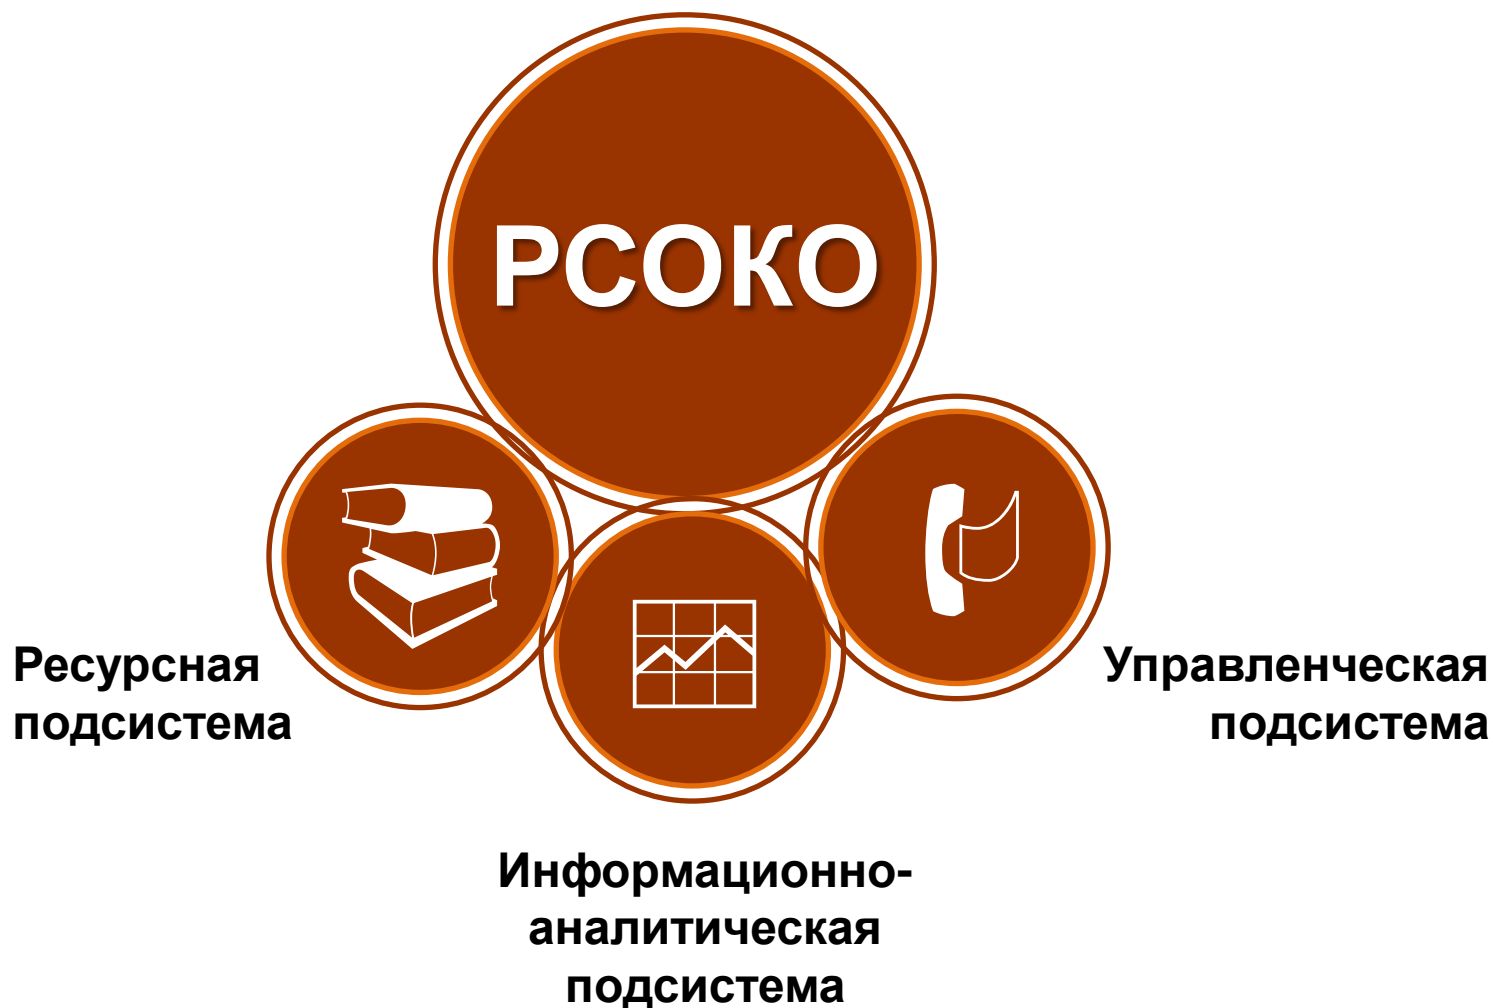 РСОКО
Ресурсная
подсистема
Управленческая
подсистема
Информационно-
аналитическая
подсистема